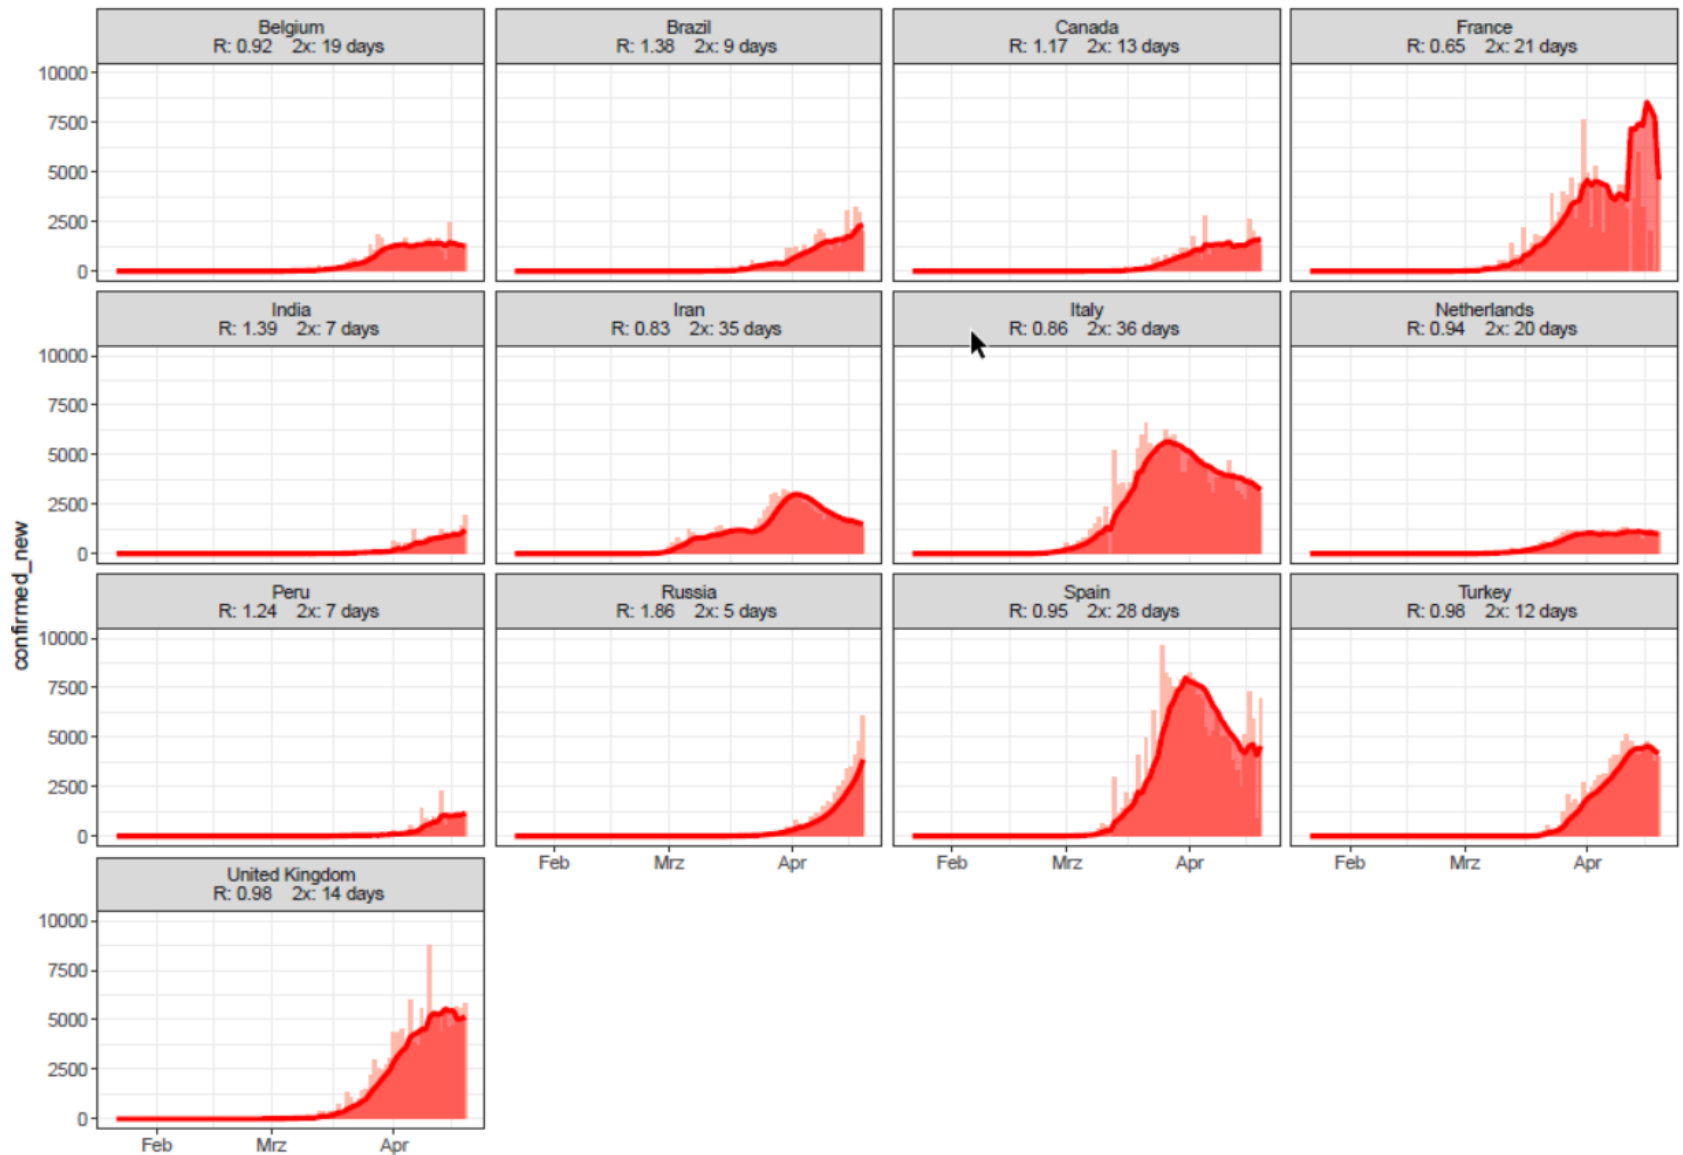 Belgium
R: 0.92 2x: 19 days
Brazil
R: 1.38 2x: 9 days
Canada
R: 1.17 2x: 13 days
France
R: 0.65 2x: 21 days
10000
7500
5000
2500
0
India
R: 1.39 2x: 7 days
Iran
R: 0.83 2x: 35 days
Italy
R: 0.86 2x: 36 days
Netherlands
R: 0.94 2x: 20 days
10000
7500
5000
2500
0
confirmed_new
Peru
R: 1.24 2x: 7 days
Russia
R: 1.86 2x: 5 days
Spain
R: 0.95 2x: 28 days
Turkey
R: 0.98 2x: 12 days
10000
7500
5000
2500
0
Feb Mrz Apr
Feb Mrz Apr
Feb Mrz Apr
United Kingdom
R: 0.98 2x: 14 days
10000
7500
5000
2500
0
Feb Mrz Apr